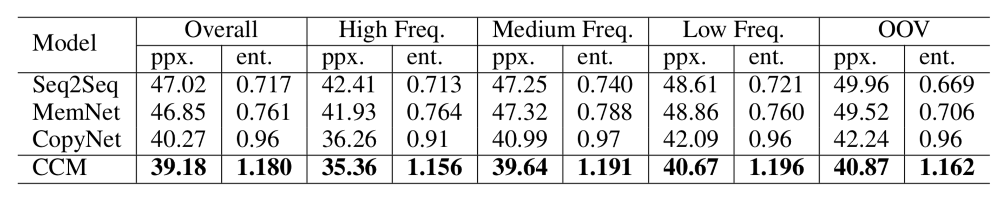 Model Overall High Freq. Medium Freq. Low Freq. OOV
ppx. ent. ppx. ent. ppx. ent. ppx. ent. ppx. ent.
Seq2Seq 47.02 0.717 42.41 0.713 47.25 0.740 48.61 0.721 49.96 0.669
MemNet 46.85 0.761 41.93 0.764 47.32 0.788 48.86 0.760 49.52 0.706
CopyNet 40.27 0.96 36.26 0.91 40.99 0.97 42.09 0.96 42.24 0.96
CCM 39.18 1.180 35.36 1.156 39.64 1.191 40.67 1.196 40.87 1.162